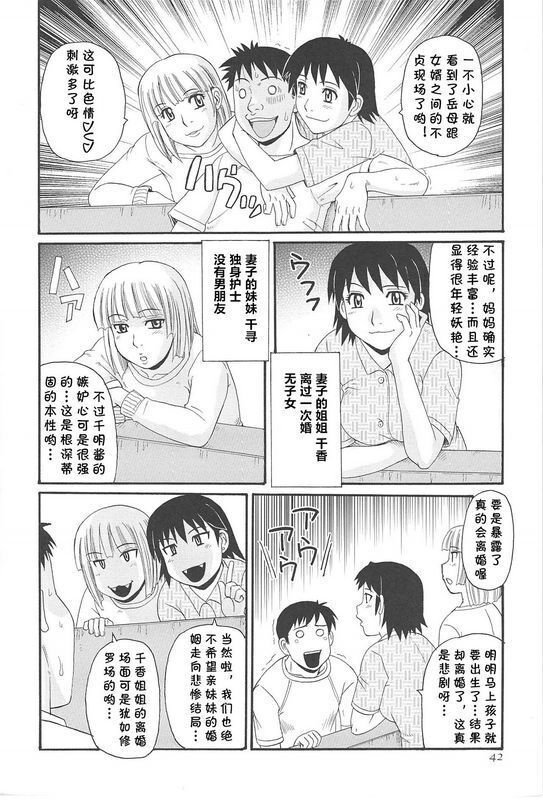 一不小心就
看到了岳母跟
女婿之间的不
贞现场了哟!
这可比色情
刺激多了呀
ハウッ
不过呢，妈妈确实
经验丰富…而且还
显得很年轻妖艳…
妻子的姐姐 千香
离过一次婚
无子女
妻子的妹妹 千寻
独身护士
没有男朋友
不过千明酱的
嫉妒心可是很强
的…这是根深蒂
固的本性哟…
要是暴露了
真的会离婚喔
明明马上孩子就
要出生了…结果
却离婚了，这真
是悲剧呀…
アウアウ
当然啦，我们也绝
不希望亲妹妹的婚
姻走向悲惨结局…
千香姐姐的离婚
场面可是犹如修
罗场的哟…
42